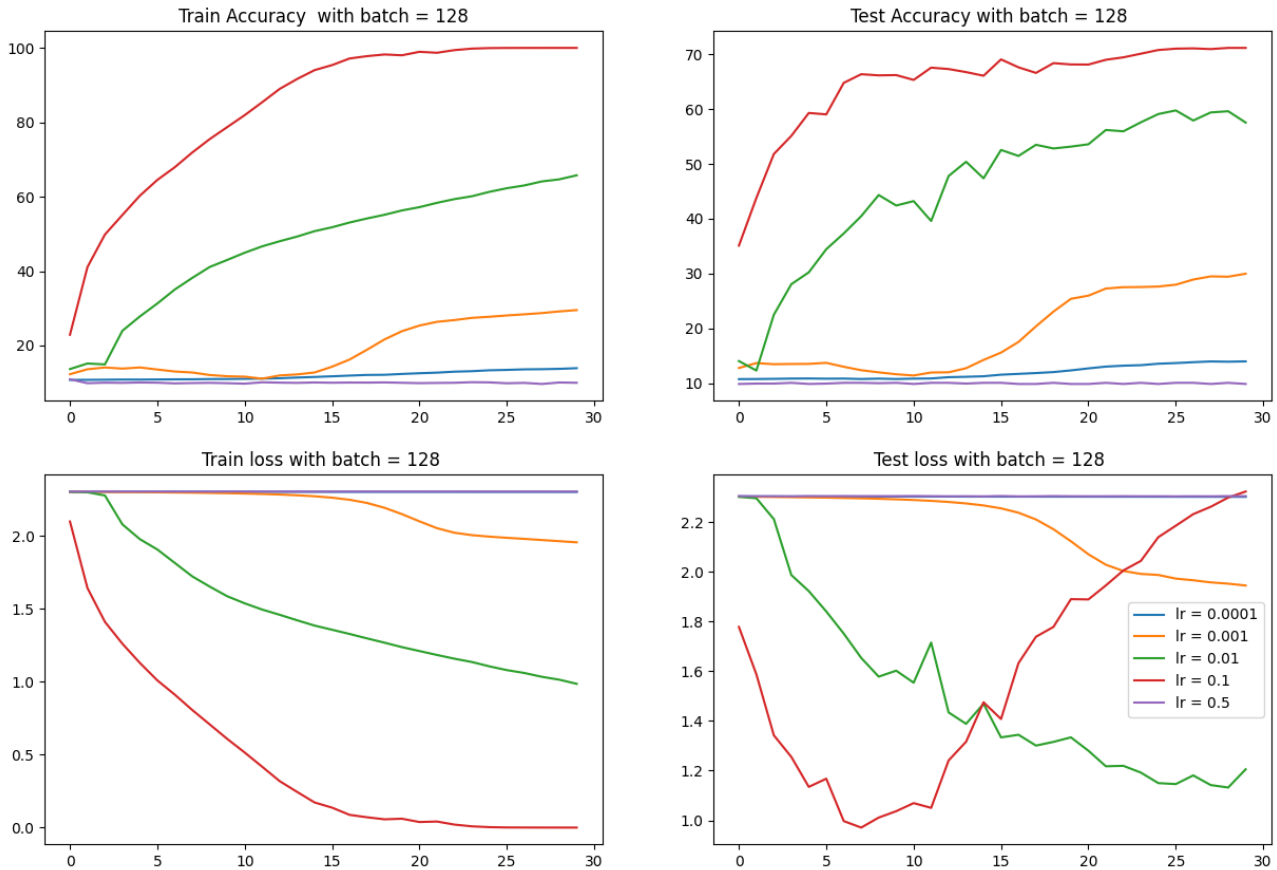 Train Accuracy  with batch = 128
100
80
60
40
20
0 5 10 15 20 25 30
Test Accuracy with batch = 128
70
60
50
40
30
20
10
0 5 10 15 20 25 30
Train loss with batch = 128
2.0
1.5
1.0
0.5
0.0
0 5 10 15 20 25 30
Test loss with batch = 128
2.2
2.0
1.8
1.6
1.4
1.2
1.0
lr = 0.0001
lr = 0.001
lr = 0.01
lr = 0.1
lr = 0.5
0 5 10 15 20 25 30